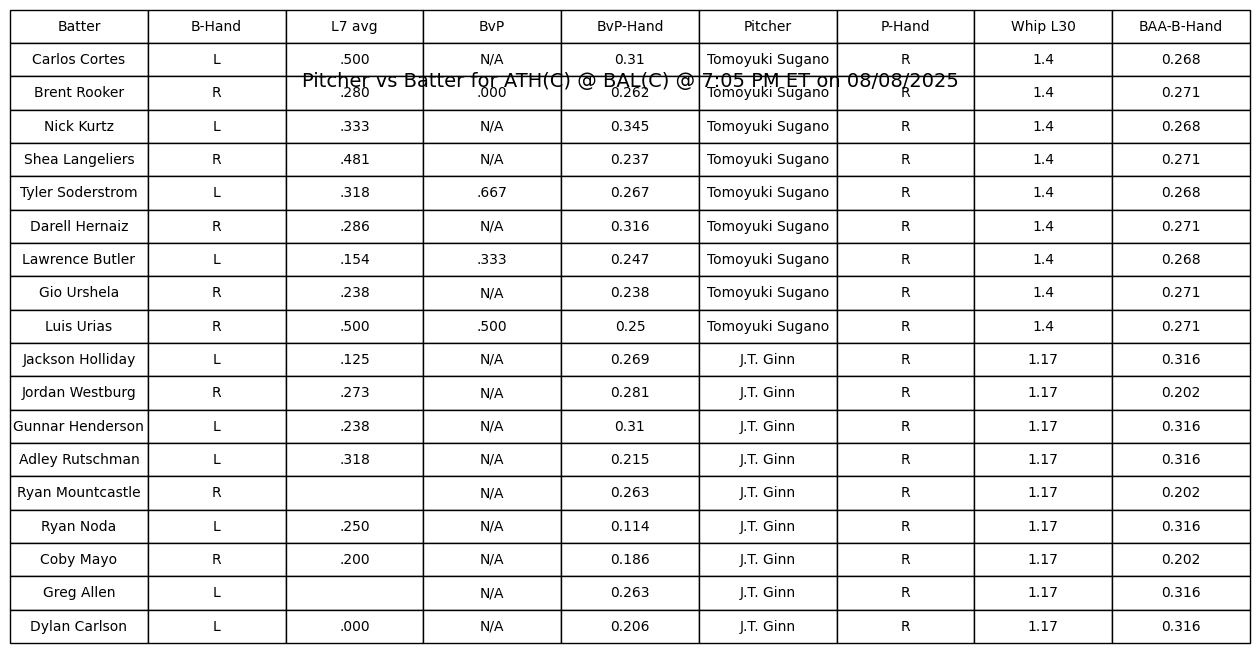 Batter B-Hand L7 avg BvP BvP-Hand Pitcher P-Hand Whip L30 BAA-B-Hand
Carlos Cortes L .500 N/A 0.31 Tomoyuki Sugano R 1.4 0.268
Pitcher vs Batter for ATH(C) @ BAL(C) @ 7:05 PM ET on 08/08/2025
Brent Rooker R .280 .000 0.262 Tomoyuki Sugano R 1.4 0.271
Nick Kurtz L .333 N/A 0.345 Tomoyuki Sugano R 1.4 0.268
Shea Langeliers R .481 N/A 0.237 Tomoyuki Sugano R 1.4 0.271
Tyler Soderstrom L .318 .667 0.267 Tomoyuki Sugano R 1.4 0.268
Darell Hernaiz R .286 N/A 0.316 Tomoyuki Sugano R 1.4 0.271
Lawrence Butler L .154 .333 0.247 Tomoyuki Sugano R 1.4 0.268
Gio Urshela R .238 N/A 0.238 Tomoyuki Sugano R 1.4 0.271
Luis Urias R .500 .500 0.25 Tomoyuki Sugano R 1.4 0.271
Jackson Holliday L .125 N/A 0.269 J.T. Ginn R 1.17 0.316
Jordan Westburg R .273 N/A 0.281 J.T. Ginn R 1.17 0.202
Gunnar Henderson L .238 N/A 0.31 J.T. Ginn R 1.17 0.316
Adley Rutschman L .318 N/A 0.215 J.T. Ginn R 1.17 0.316
Ryan Mountcastle R N/A 0.263 J.T. Ginn R 1.17 0.202
Ryan Noda L .250 N/A 0.114 J.T. Ginn R 1.17 0.316
Coby Mayo R .200 N/A 0.186 J.T. Ginn R 1.17 0.202
Greg Allen L N/A 0.263 J.T. Ginn R 1.17 0.316
Dylan Carlson L .000 N/A 0.206 J.T. Ginn R 1.17 0.316